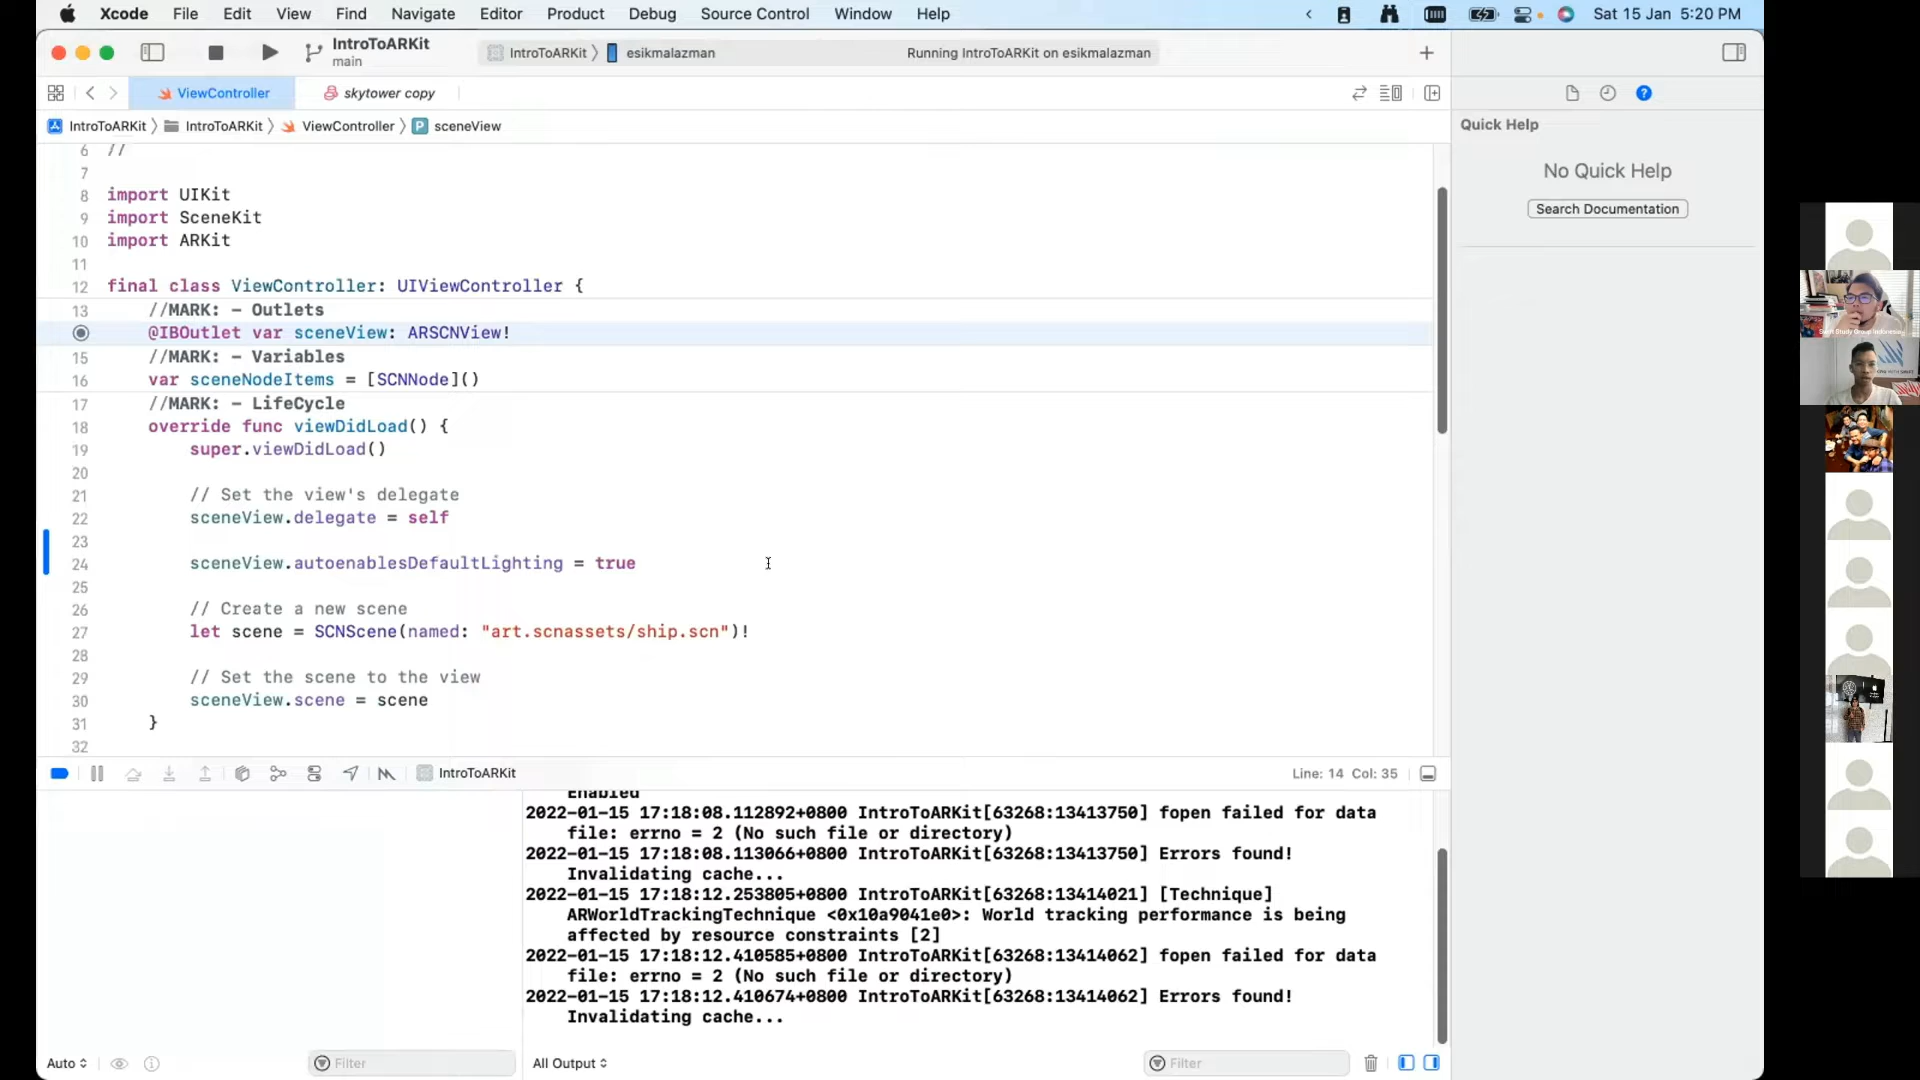 Xcode File Edit View Find Navigate Editor Product Debug Source Control Window Help Sat 15 Jan 5:20 PM
IntroToARKit
main
IntroToARKit 〉 esikmalazman Running IntroToARKit on esikmalazman
ViewController skytower copy
IntroToARKit 〉 IntroToARKit 〉 ViewController 〉 P sceneView
Quick Help
No Quick Help
Search Documentation
6 //
7
8 import UIKit
9 import SceneKit
10 import ARKit
11
12 final class ViewController: UIViewController {
13 //MARK: - Outlets
@IBOutlet var sceneView: ARSCNView!
15 //MARK: - Variables
16 var sceneNodeItems = [SCNNode]()
17 //MARK: - LifeCycle
18 override func viewDidLoad() {
19 super.viewDidLoad()
20
21 // Set the view's delegate
22 sceneView.delegate = self
23
24 sceneView.autoenablesDefaultLighting = true
25
26 // Create a new scene
27 let scene = SCNScene(named: "art.scnassets/ship.scn")!
28
29 // Set the scene to the view
30 sceneView.scene = scene
31 }
32
IntroToARKit Line: 14 Col: 35
Enabled
2022-01-15 17:18:08.112892+0800 IntroToARKit[63268:13413750] fopen failed for data
file: errno = 2 (No such file or directory)
2022-01-15 17:18:08.113066+0800 IntroToARKit[63268:13413750] Errors found!
Invalidating cache...
2022-01-15 17:18:12.253805+0800 IntroToARKit[63268:13414021] [Technique]
ARWorldTrackingTechnique <0x10a9041e0>: World tracking performance is being
affected by resource constraints [2]
2022-01-15 17:18:12.410585+0800 IntroToARKit[63268:13414062] fopen failed for data
file: errno = 2 (No such file or directory)
2022-01-15 17:18:12.410674+0800 IntroToARKit[63268:13414062] Errors found!
Invalidating cache...
Auto Filter All Output Filter